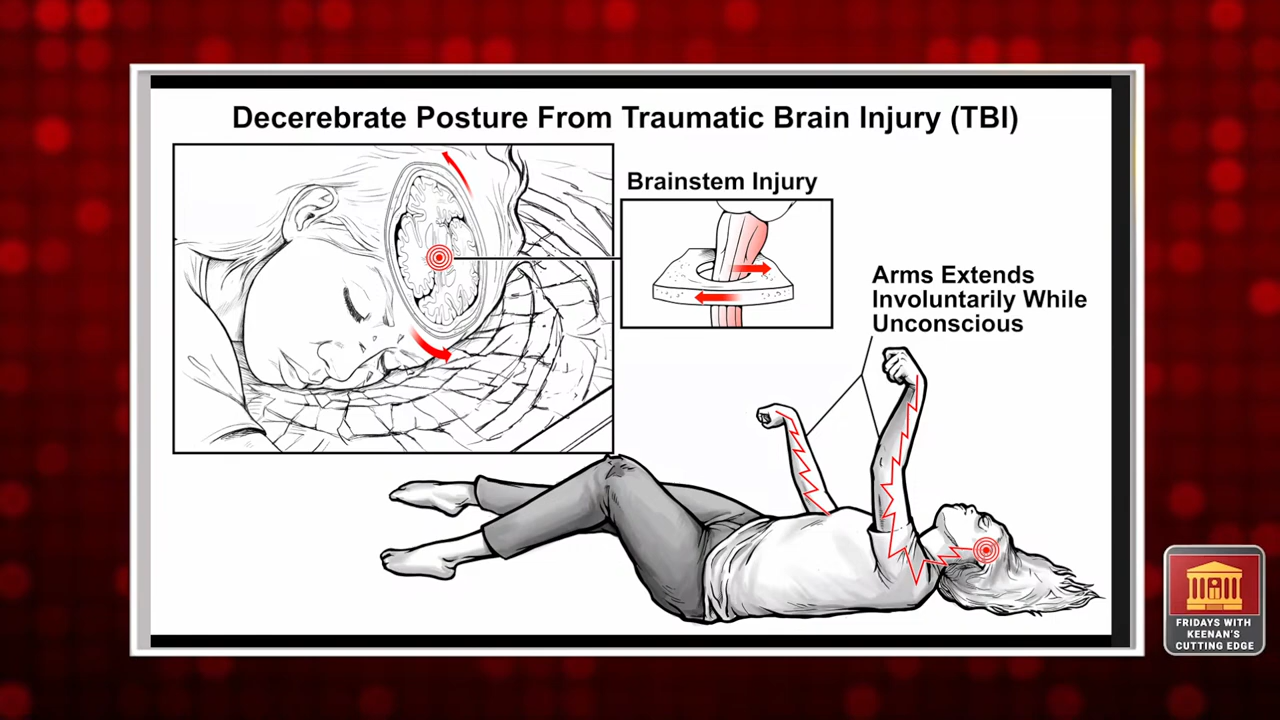 Decerebrate Posture From Traumatic Brain Injury (TBI)
Brainstem Injury
Arms Extends
Involuntarily While
Unconscious
FRIDAYS WITH
KEENAN'S
CUTTING EDGE